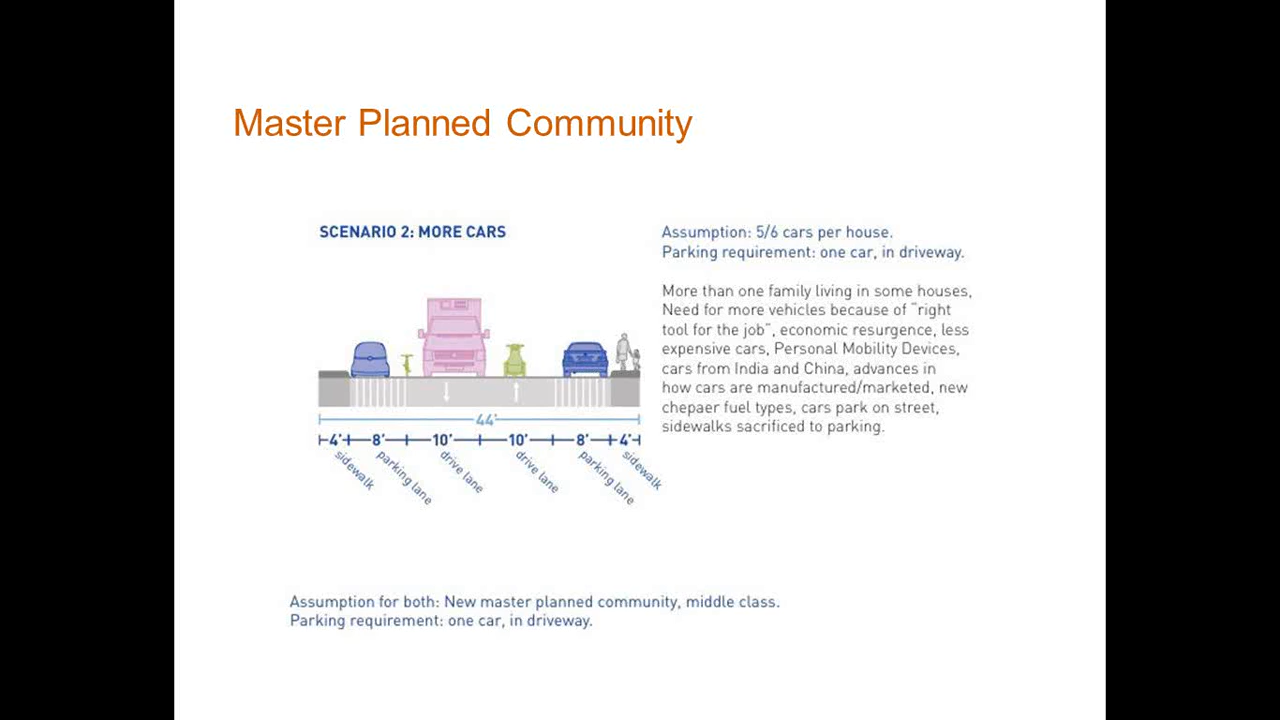 Master Planned Community
SCENARIO 2: MORE CARS
Assumption: 5/6 cars per house.
Parking requirement: one car, in driveway.
More than one family living in some houses,
Need for more vehicles because of "right
tool for the job", economic resurgence, less
expensive cars, Personal Mobility Devices,
cars from India and China, advances in
how cars are manufactured/marketed, new
chepaer fuel types, cars park on street,
sidewalks sacrificed to parking.
44'
4' 8' 10' 10' 8' 4'
sidewalk parking lane drive lane drive lane parking lane sidewalk
Assumption for both: New master planned community, middle class.
Parking requirement: one car, in driveway.